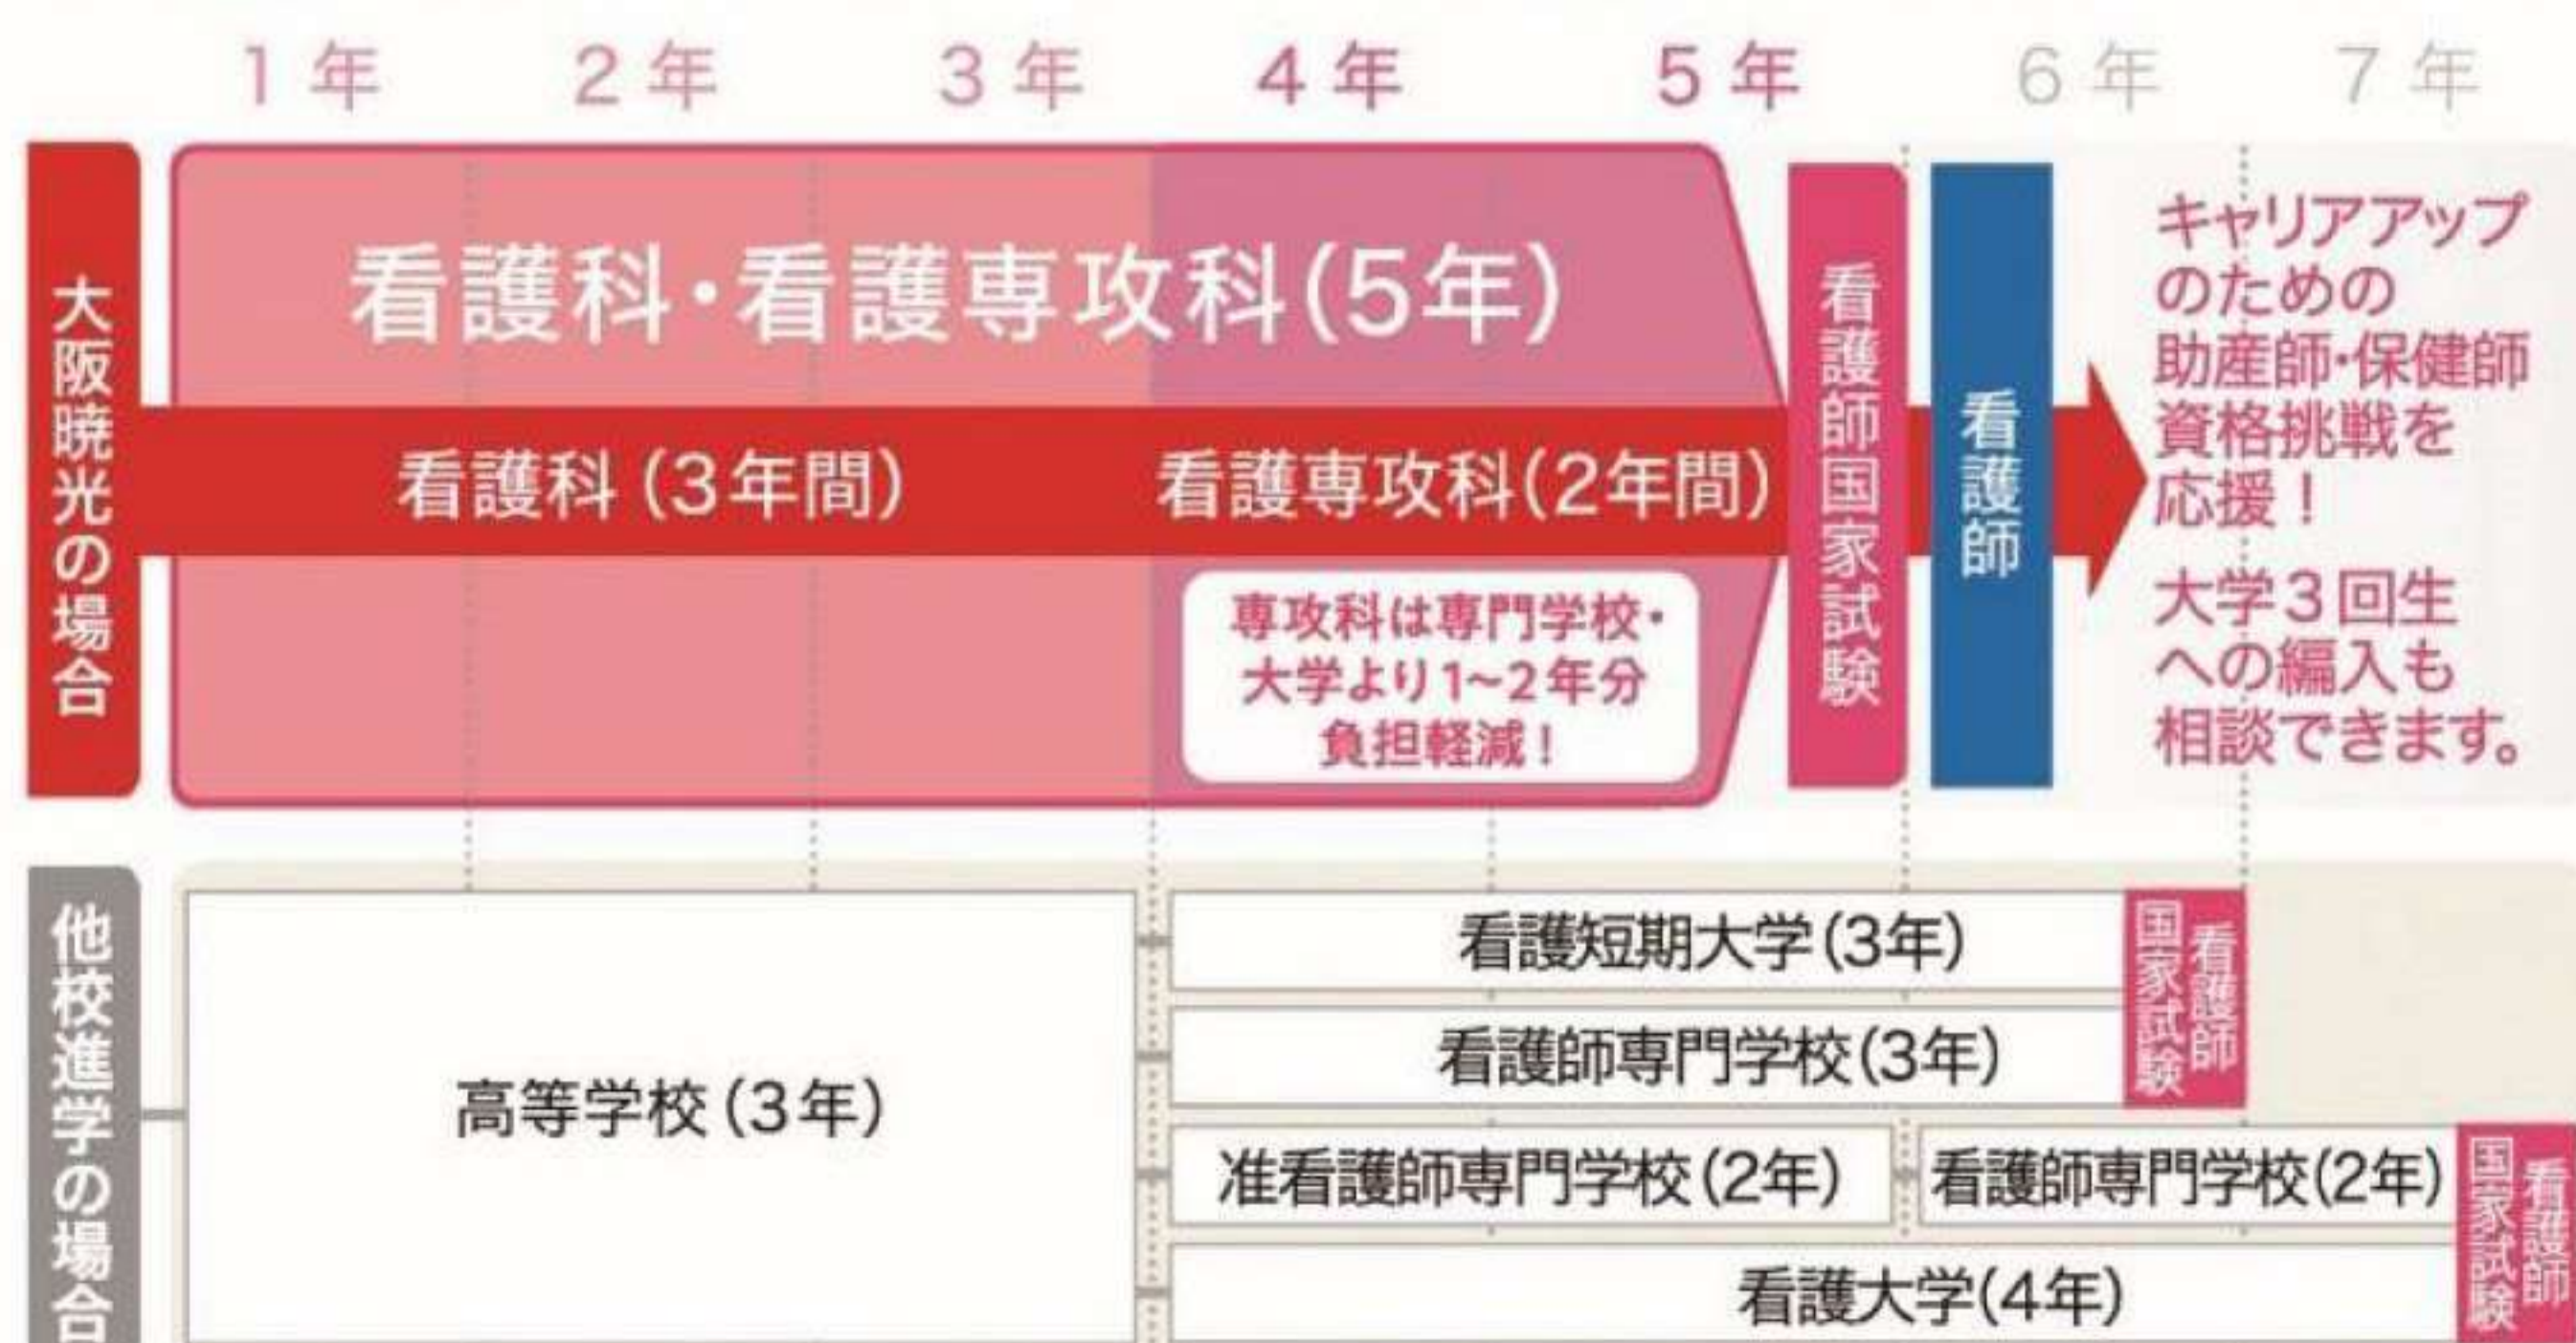 1年 2年 3年 4年 5年 6年 7年
大阪暁光の場合
看護科・看護専攻科(5年)
看護科(3年間)
看護専攻科(2年間)
専攻科は専門学校・
大学より1~2年分
負担軽減!
看護師国家試験
看護師
キャリアアップ
のための
助産師・保健師
資格挑戦を
応援!
大学3回生
への編入も
相談できます。
他校進学の場合
高等学校(3年)
看護短期大学(3年)
看護師専門学校(3年)
看護師
国家試験
准看護師専門学校(2年)
看護師専門学校(2年)
看護大学(4年)
看護師
国家試験